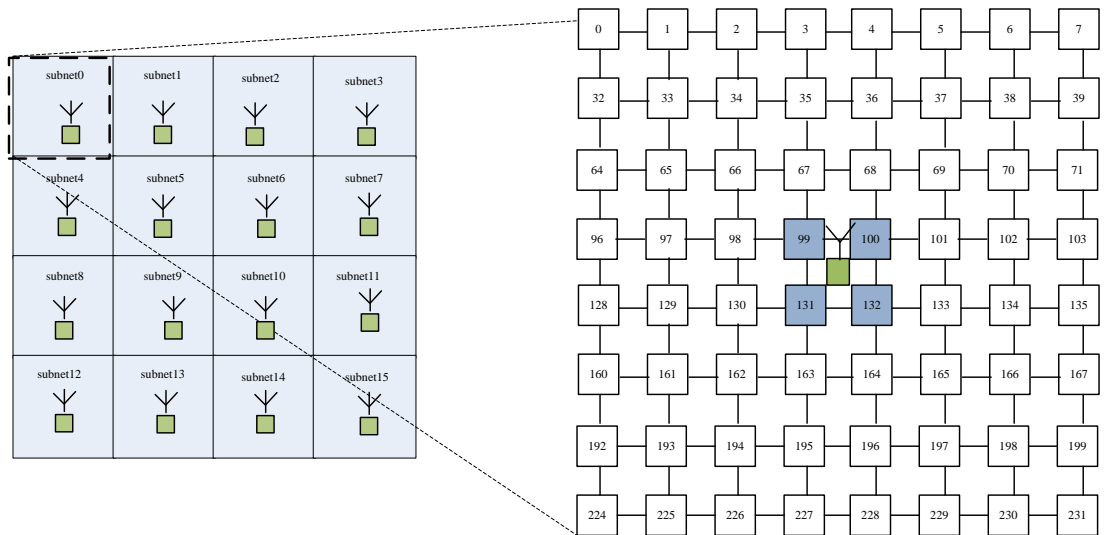 subnet0 subnet1 subnet2 subnet3
subnet4 subnet5 subnet6 subnet7
subnet8 subnet9 subnet10 subnet11
subnet12 subnet13 subnet14 subnet15
0 1 2 3 4 5 6 7
32 33 34 35 36 37 38 39
64 65 66 67 68 69 70 71
96 97 98 99 100 101 102 103
128 129 130 131 132 133 134 135
160 161 162 163 164 165 166 167
192 193 194 195 196 197 198 199
224 225 226 227 228 229 230 231